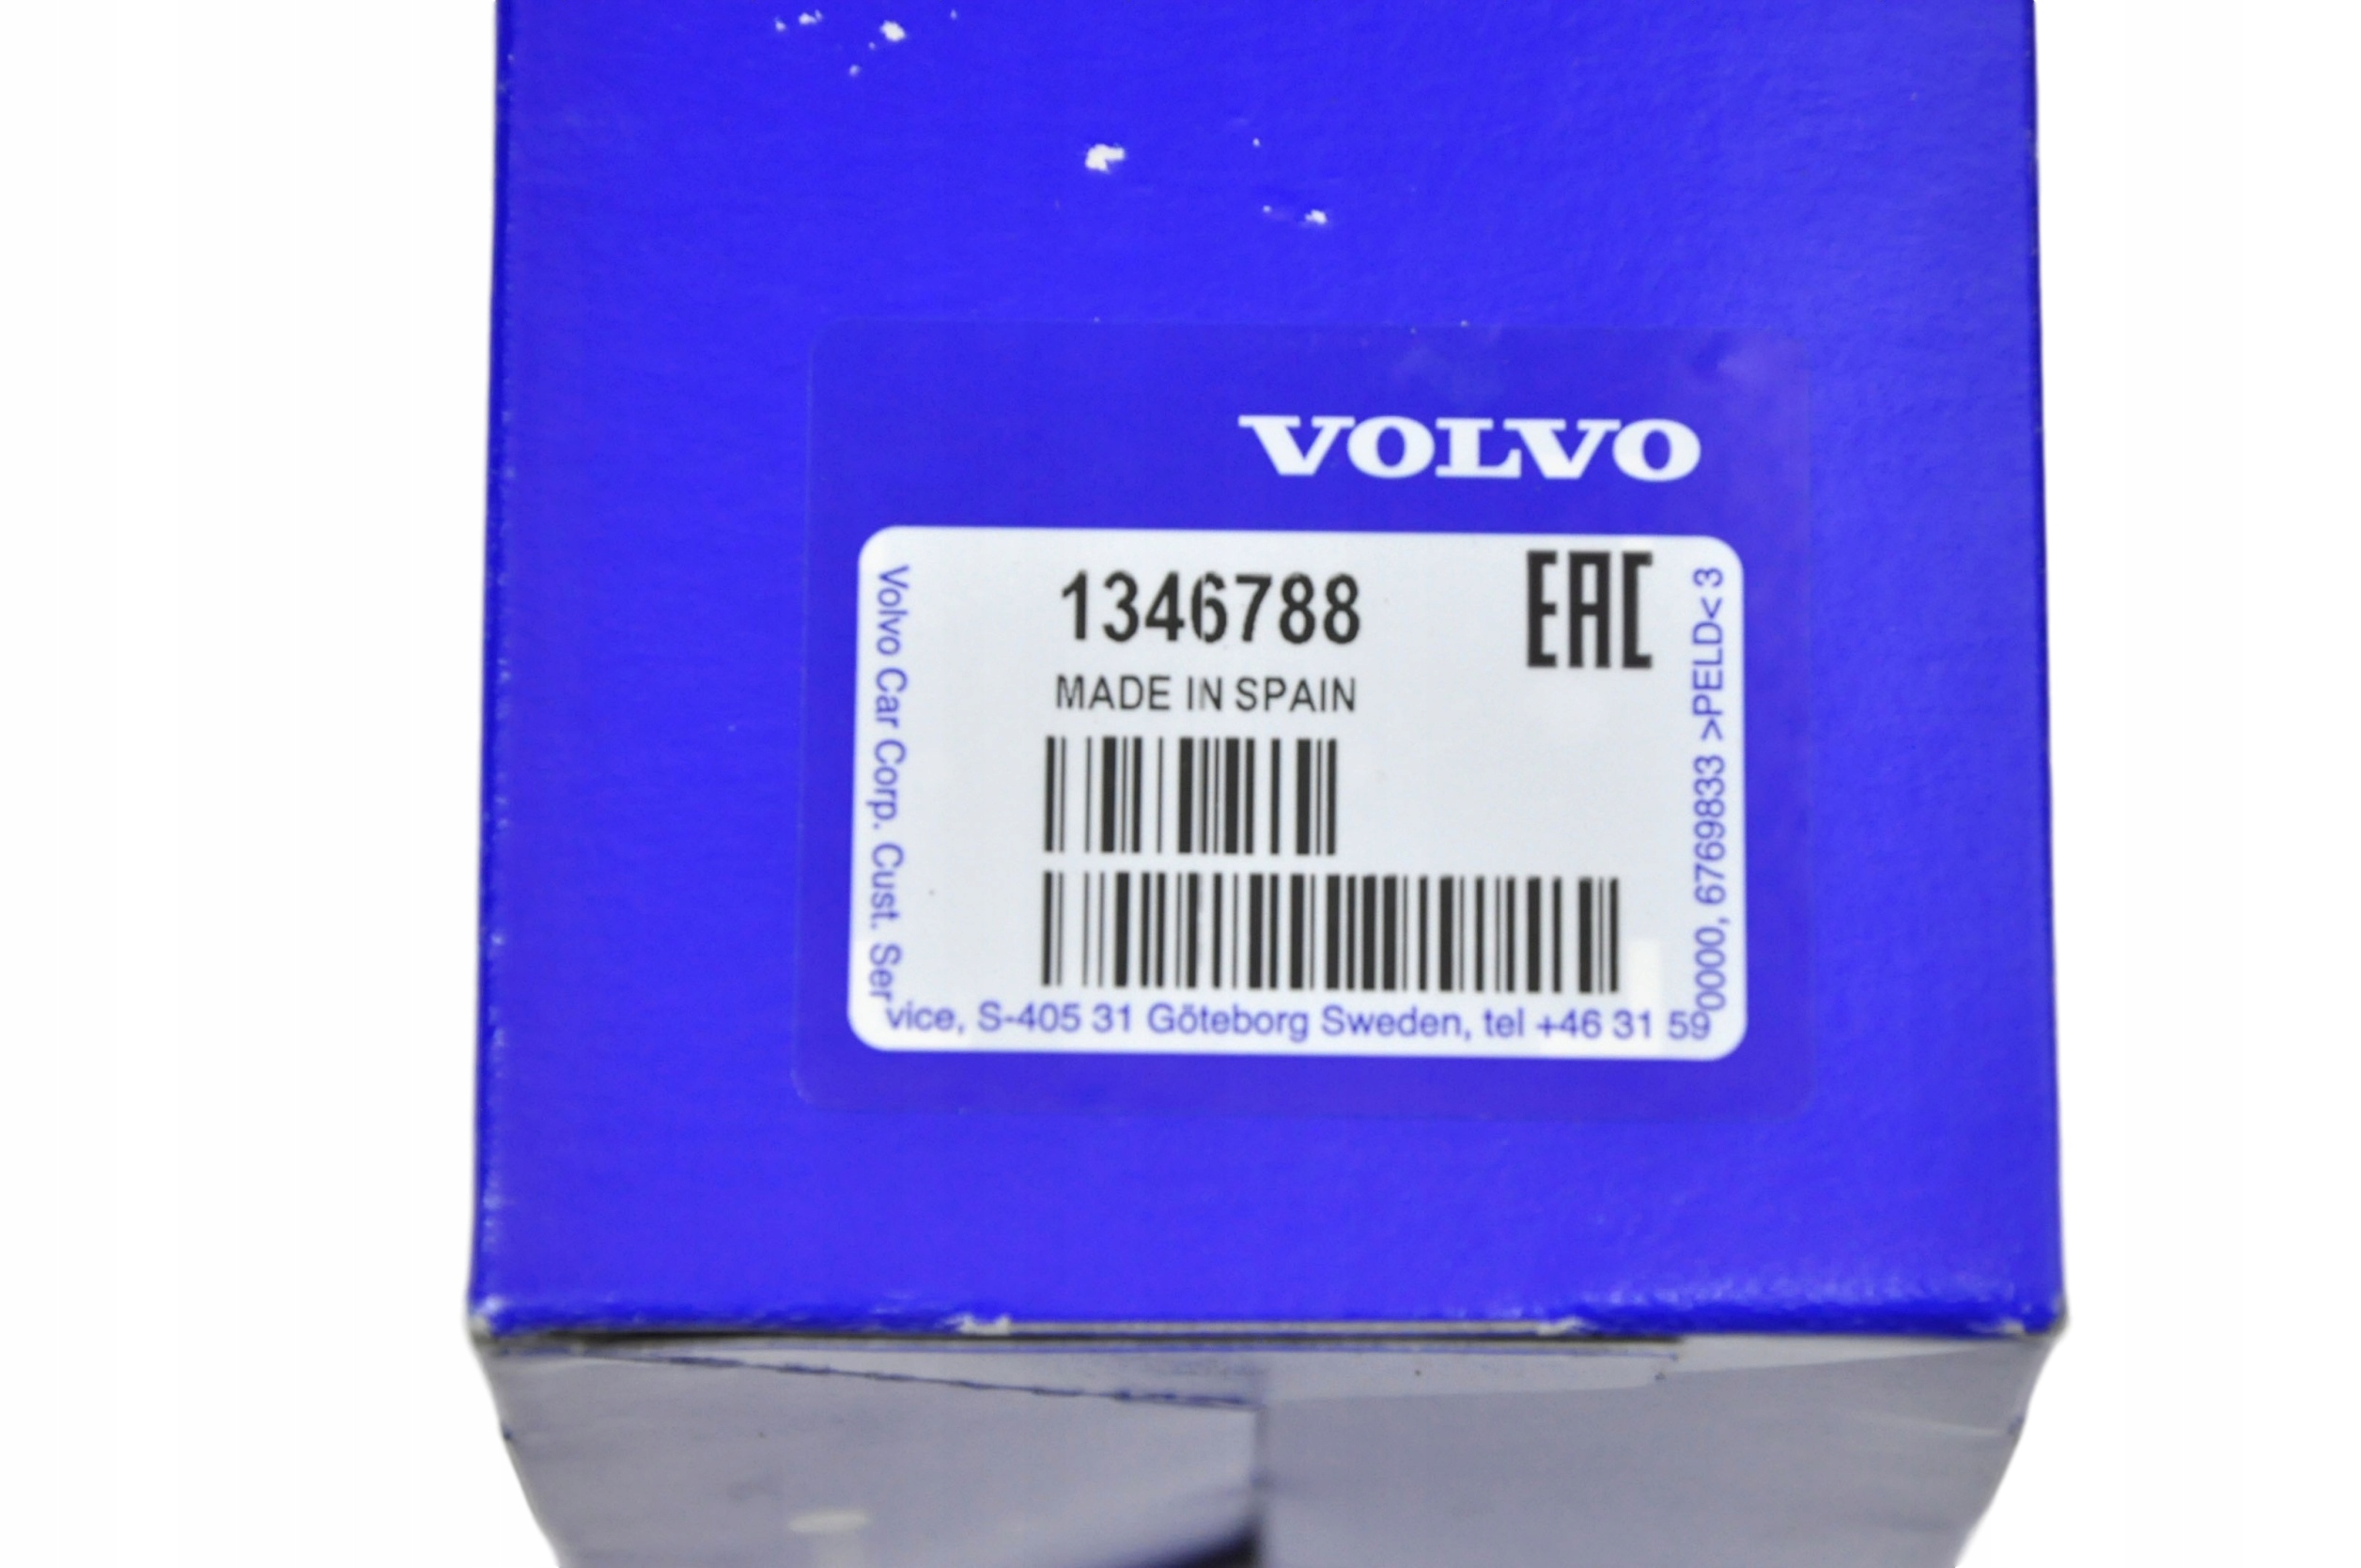 VOLVO
1346788
EAC
MADE IN SPAIN
Volvo Car Corp. Cust. Service, S-405 31 Göteborg Sweden, tel +46 31 590000, 6769833 >PELD< 3